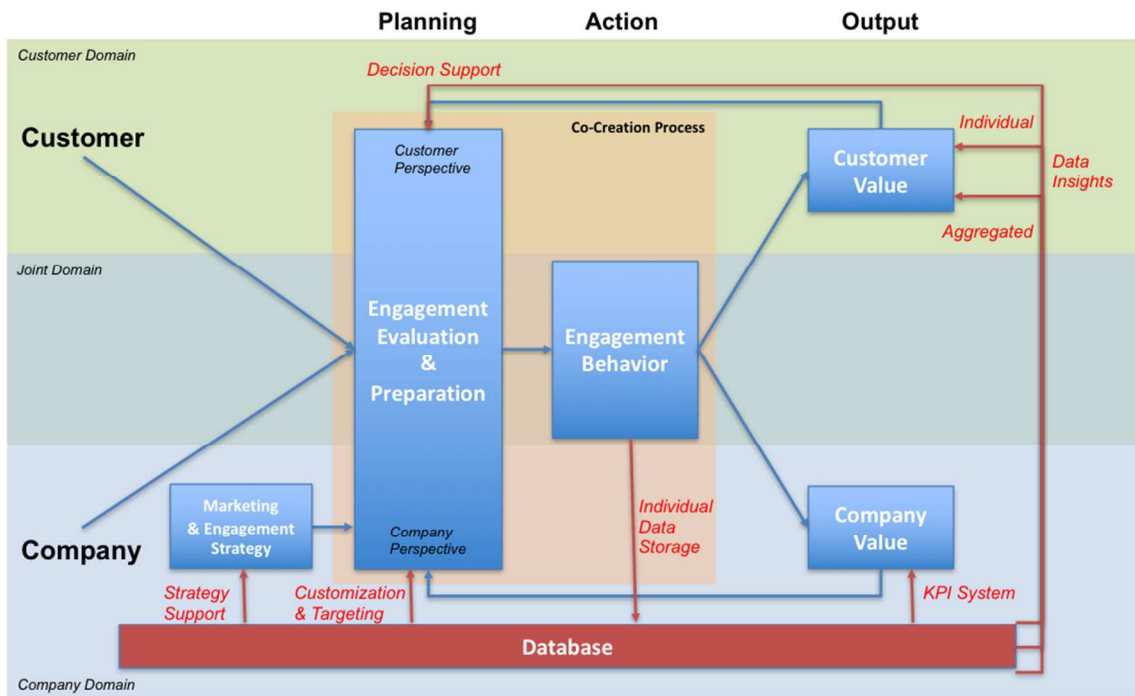 Planning Action Output
Customer Domain
Decision Support
Co-Creation Process
Customer
Customer
Perspective
Individual
Customer
Value
Data
Insights
Aggregated
Joint Domain
Engagement
Evaluation
&
Preparation
Engagement
Behavior
Marketing
& Engagement
Strategy
Company
Company
Perspective
Individual
Data
Storage
Company
Value
Strategy
Support
Customization
& Targeting
KPI System
Database
Company Domain